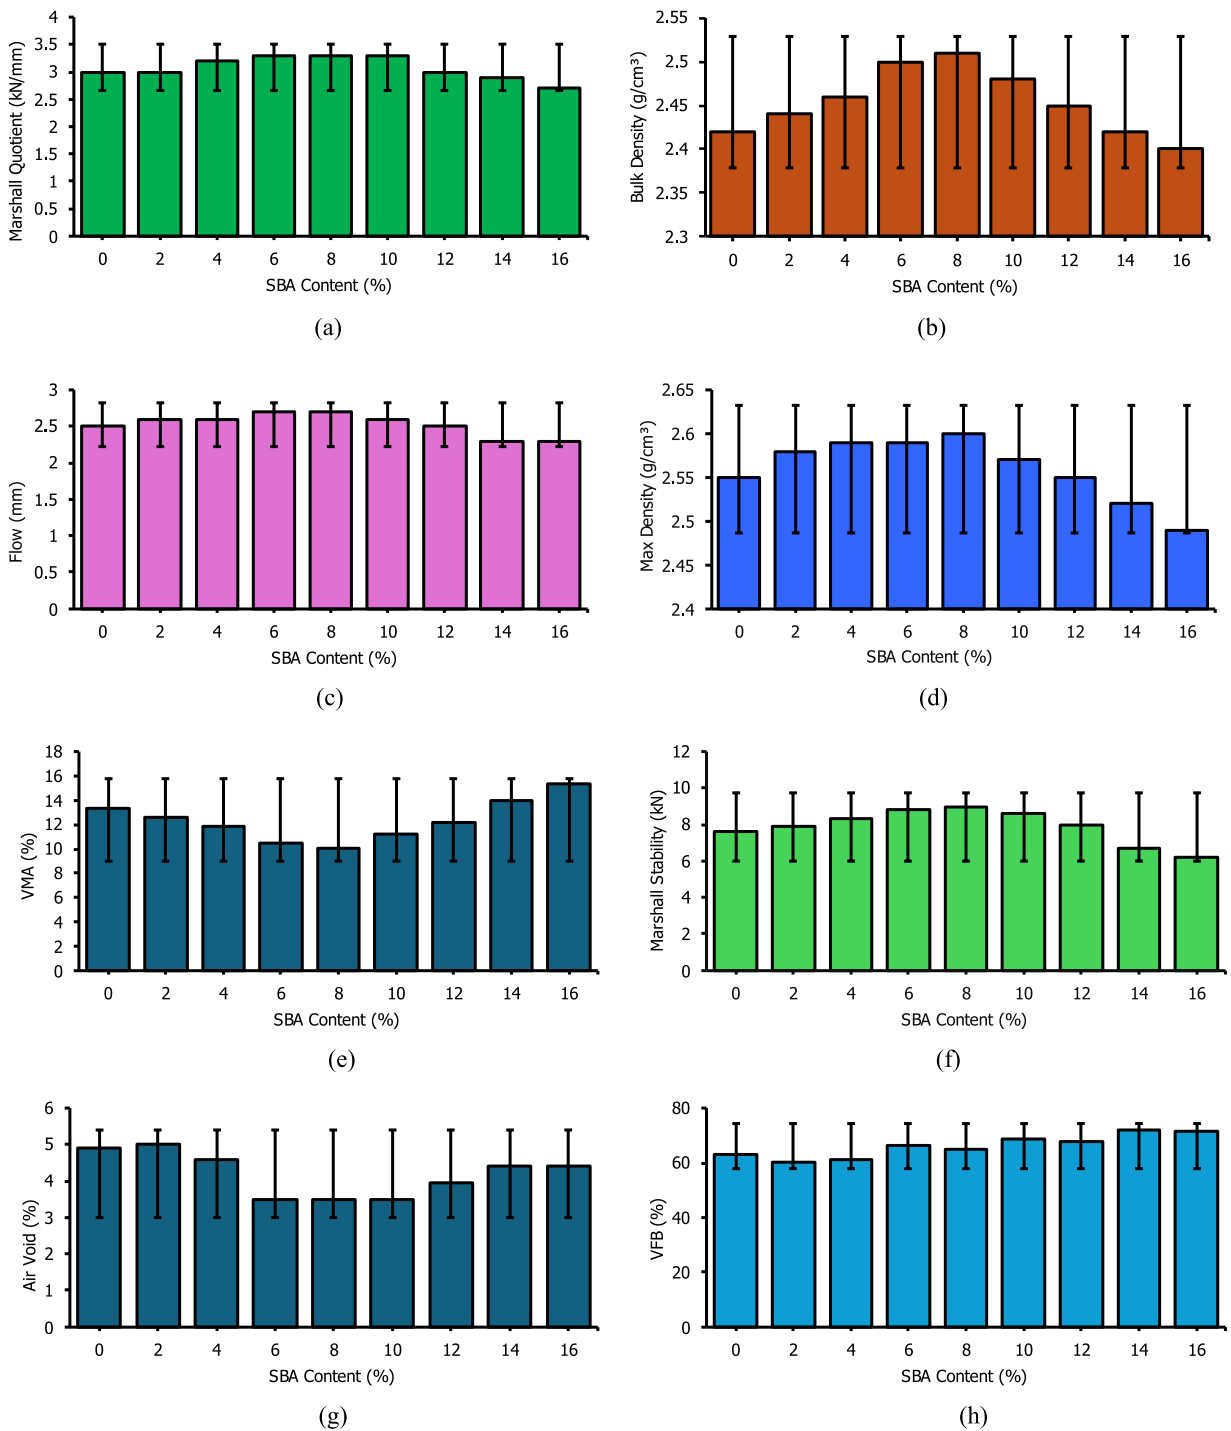 Marshall Quotient (kN/mm)
4
3.5
3
2.5
2
1.5
1
0.5
0
0 2 4 6 8 10 12 14 16
SBA Content (%)
(a)
Bulk Density (g/cm³)
2.55
2.5
2.45
2.4
2.35
2.3
0 2 4 6 8 10 12 14 16
SBA Content (%)
(b)
Flow (mm)
3
2.5
2
1.5
1
0.5
0
0 2 4 6 8 10 12 14 16
SBA Content (%)
(c)
Max Density (g/cm³)
2.65
2.6
2.55
2.5
2.45
2.4
0 2 4 6 8 10 12 14 16
SBA Content (%)
(d)
VMA (%)
18
16
14
12
10
8
6
4
2
0
0 2 4 6 8 10 12 14 16
SBA Content (%)
(e)
Marshall Stability (kN)
12
10
8
6
4
2
0
0 2 4 6 8 10 12 14 16
SBA Content (%)
(f)
Air Void (%)
6
5
4
3
2
1
0
0 2 4 6 8 10 12 14 16
SBA Content (%)
(g)
VFB (%)
80
60
40
20
0
0 2 4 6 8 10 12 14 16
SBA Content (%)
(h)